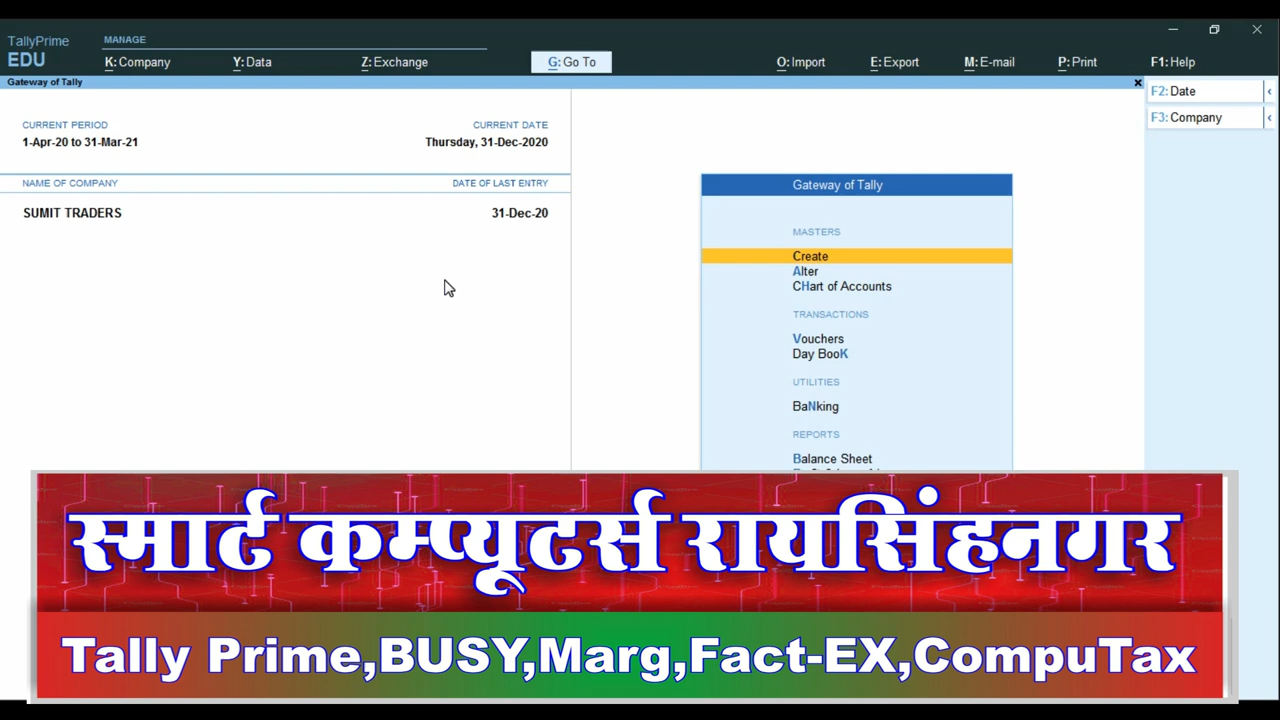 TallyPrime
EDU
MANAGE
K: Company
Y: Data
Z: Exchange
G: Go To
O: Import
E: Export
M: E-mail
P: Print
F1: Help
Gateway of Tally
F2: Date
F3: Company
CURRENT PERIOD
CURRENT DATE
1-Apr-20 to 31-Mar-21
Thursday, 31-Dec-2020
NAME OF COMPANY
DATE OF LAST ENTRY
SUMIT TRADERS
31-Dec-20
Gateway of Tally
MASTERS
Create
Alter
CHart of Accounts
TRANSACTIONS
Vouchers
Day BooK
UTILITIES
BaNking
REPORTS
Balance Sheet
स्मार्ट कम्प्यूटर्स रायसिंहनगर
Tally Prime,BUSY,Marg,Fact-EX,CompuTax